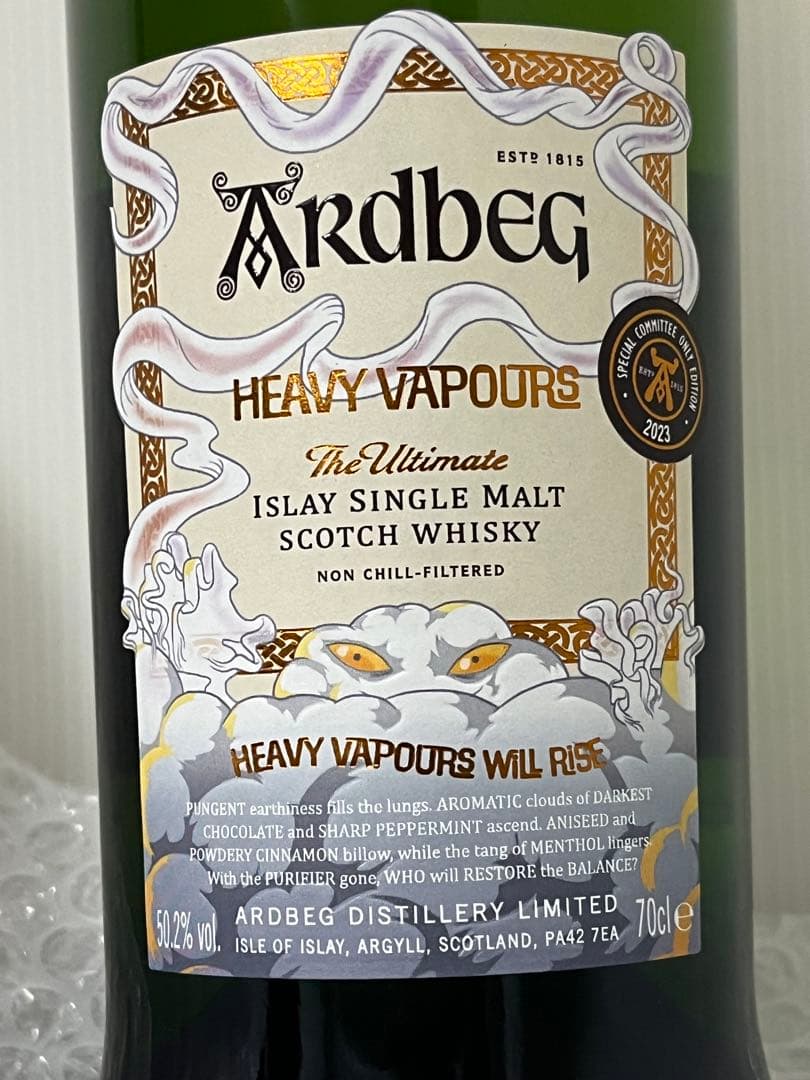 ESTD 1815
ARDBEG
SPECIAL COMMITTEE ONLY EDITION
ESTD A 1815
2023
HEAVY VAPOURS
The Ultimate
ISLAY SINGLE MALT
SCOTCH WHISKY
NON CHILL-FILTERED
HEAVY VAPOURS WiLL RiSE
PUNGENT earthiness fills the lungs. AROMATIC clouds of DARKEST
CHOCOLATE and SHARP PEPPERMINT ascend. ANISEED and
POWDERY CINNAMON billow, while the tang of MENTHOL lingers.
With the PURIFIER gone, WHO will RESTORE the BALANCE?
50.2% vol. ARDBEG DISTILLERY LIMITED 70cl e
ISLE OF ISLAY, ARGYLL, SCOTLAND, PA42 7EA